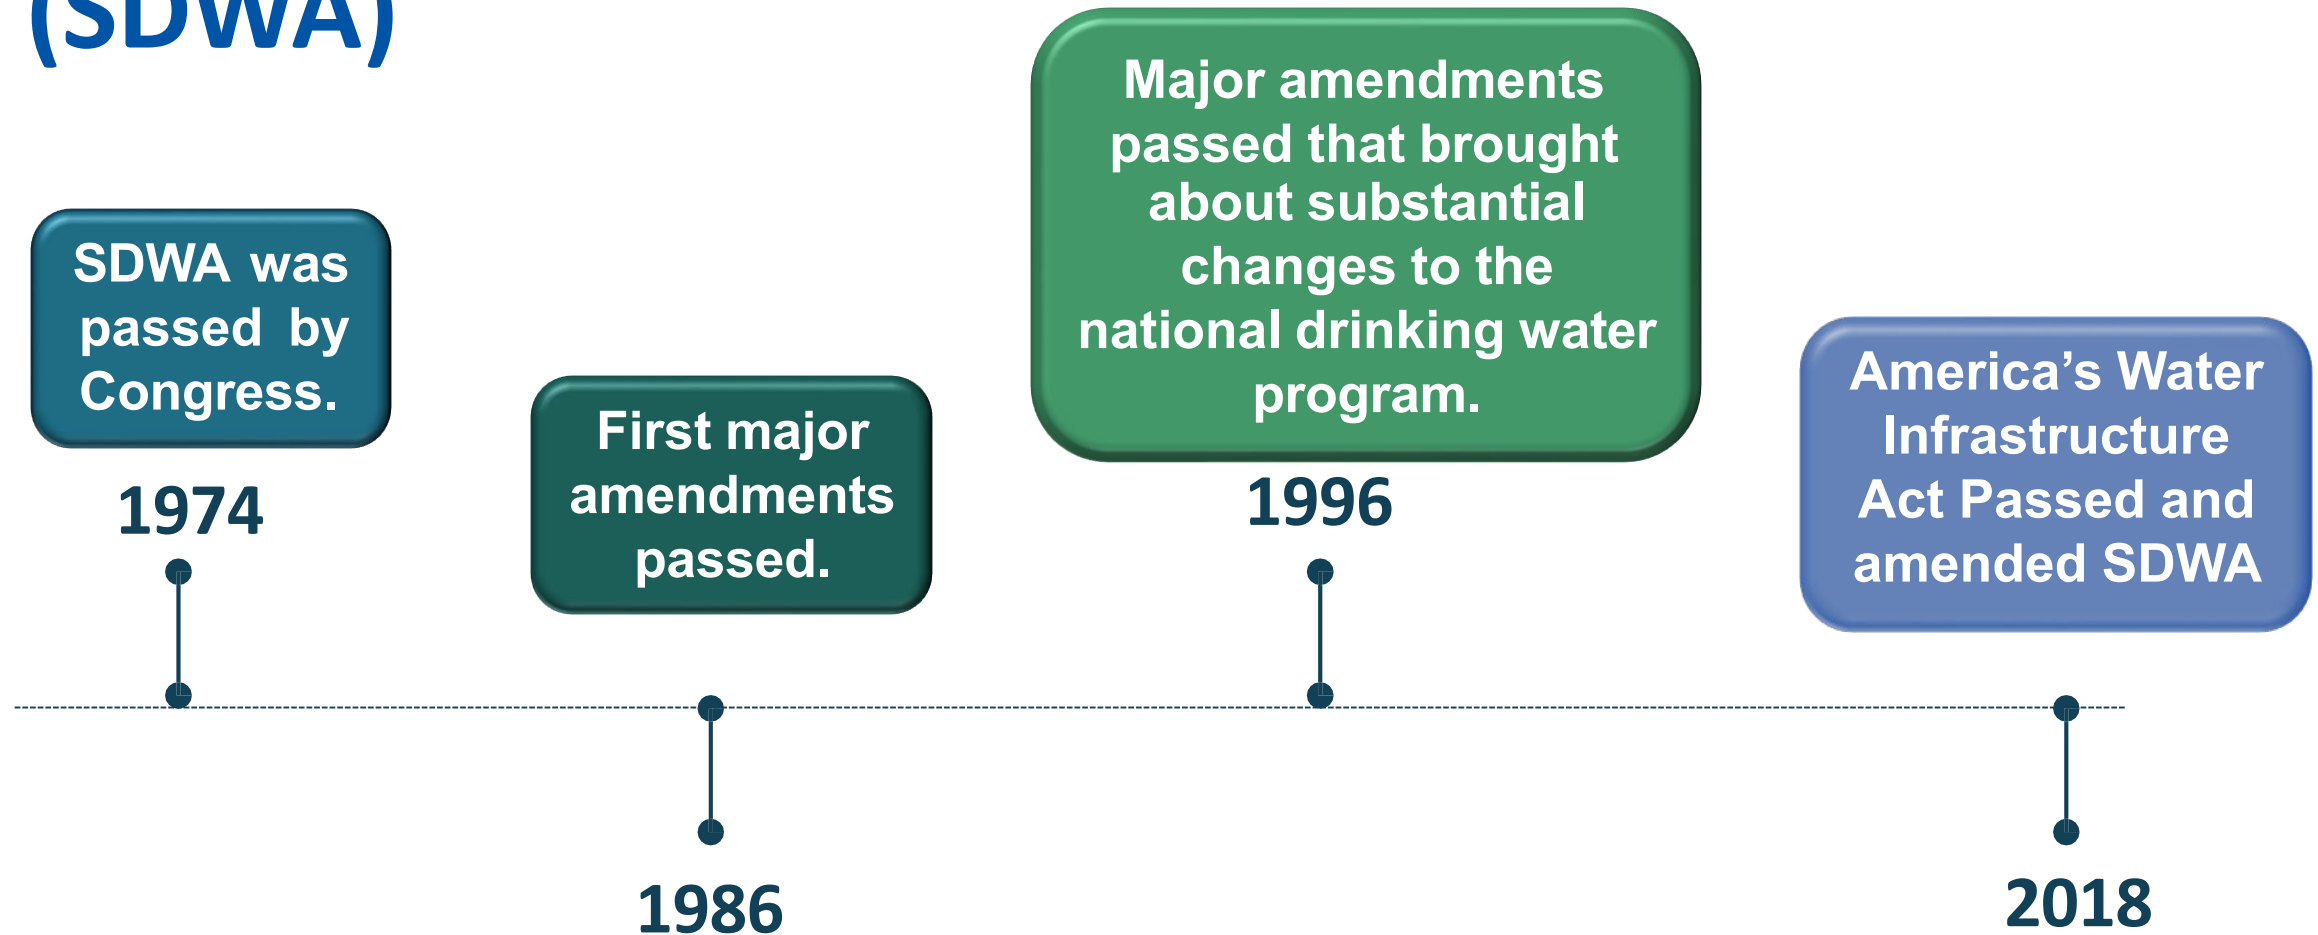 (SDWA)
SDWA was
passed by
Congress.
1974
First major
amendments
passed.
1986
Major amendments
passed that brought
about substantial
changes to the
national drinking water
program.
1996
America’s Water
Infrastructure
Act Passed and
amended SDWA
2018